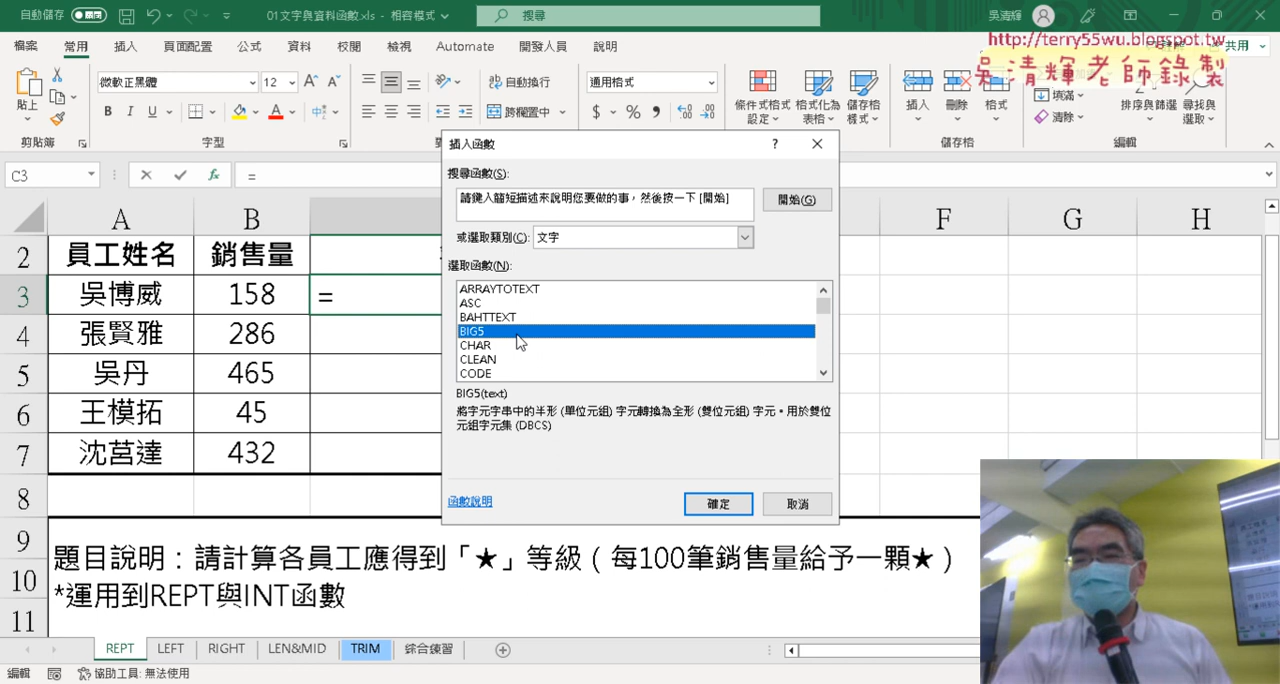 自動儲存
01文字與資料函數.xls - 相容模式
搜尋
吳清輝
檔案 常用 插入 頁面配置 公式 資料 校閱 檢視 Automate 開發人員 說明
http://terry55wu.blogspot.tw
共用
吳清輝老師錄製
貼上
微軟正黑體 12
自動換行
通用格式
B I U
跨欄置中
$ % 9
條件式格式設定
格式化為表格
儲存格樣式
插入 刪除 格式
填滿
清除
排序與篩選
尋找與選取
剪貼簿 字型 儲存格 編輯
C3 fx =
A B F G H
2 員工姓名 銷售量
3 吳博威 158 =
4 張賢雅 286
5 吳丹 465
6 王模拓 45
7 沈莒達 432
8
9
10
11
題目說明：請計算各員工應得到「★」等級（每100筆銷售量給予一顆★）
*運用到REPT與INT函數
插入函數 ?
搜尋函數(S):
請鍵入簡短描述來說明您要做的事，然後按一下 [開始]
開始(G)
或選取類別(C): 文字
選取函數(N):
ARRAYTOTEXT
ASC
BAHTTEXT
BIG5
CHAR
CLEAN
CODE
BIG5(text)
將字元字串中的半形 (單位元組) 字元轉換為全形 (雙位元組) 字元。用於雙位
元組字元集 (DBCS)
函數說明
確定
取消
REPT LEFT RIGHT LEN&MID TRIM 綜合練習
編輯
協助工具: 無法使用